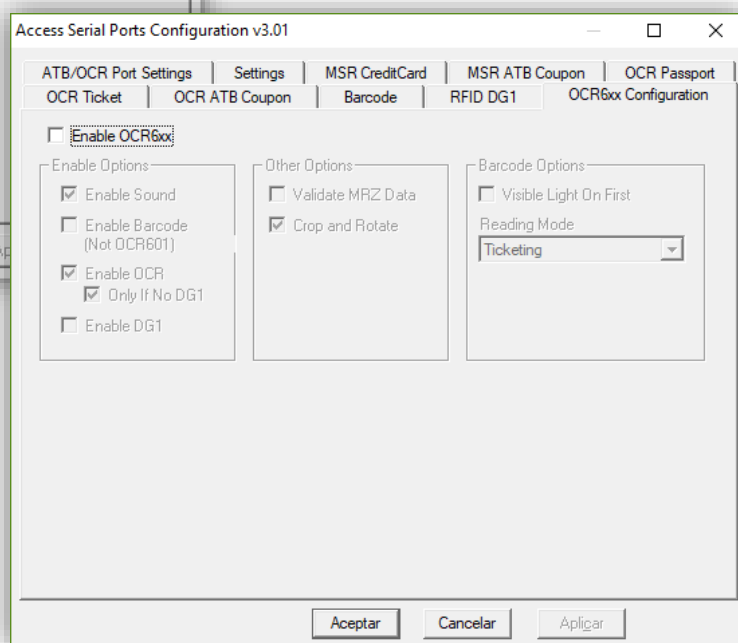 Access Serial Ports Configuration v3.01
ATB/OCR Port Settings Settings MSR CreditCard MSR ATB Coupon OCR Passport
OCR Ticket OCR ATB Coupon Barcode RFID DG1 OCR6xx Configuration
Enable OCR6xx
Enable Options
Enable Sound
Enable Barcode
(Not OCR601)
Enable OCR
Only If No DG1
Enable DG1
Other Options
Validate MRZ Data
Crop and Rotate
Barcode Options
Visible Light On First
Reading Mode
Ticketing
Aceptar Cancelar Aplicar